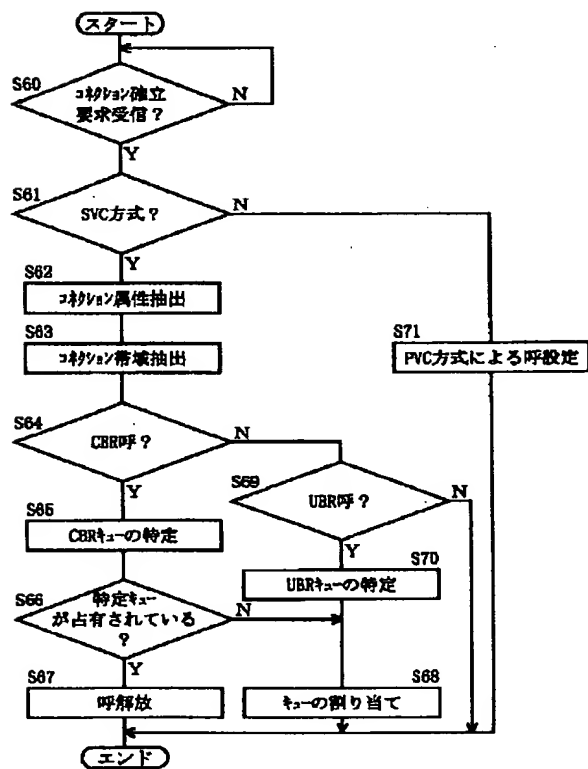 スタート
S60
コネクション確立
要求受信？
N
Y
S61
SVC方式？
N
Y
S62
コネクション属性抽出
S63
コネクション帯域抽出
S71
PVC方式による呼設定
S64
CBR呼？
N
Y
S69
UBR呼？
N
Y
S65
CBRキューの特定
S70
UBRキューの特定
S66
特定キュー
が占有されている
？
N
Y
S67
呼解放
S68
キューの割り当て
エンド